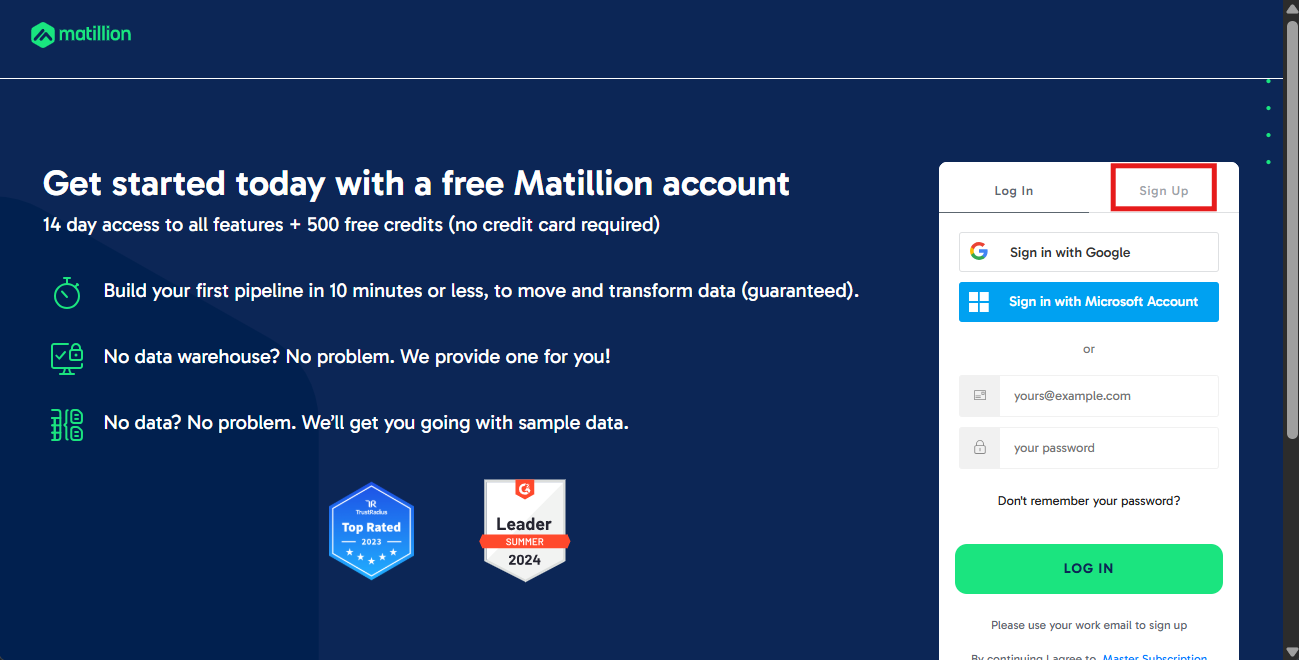 matillion
Get started today with a free Matillion account
14 day access to all features + 500 free credits (no credit card required)
Build your first pipeline in 10 minutes or less, to move and transform data (guaranteed).
No data warehouse? No problem. We provide one for you!
No data? No problem. We’ll get you going with sample data.
TR
TrustRadius
Top Rated
2023
G
Leader
SUMMER
2024
Log In
Sign Up
Sign in with Google
Sign in with Microsoft Account
or
yours@example.com
your password
Don't remember your password?
LOG IN
Please use your work email to sign up
By continuing I agree to Master Subscription